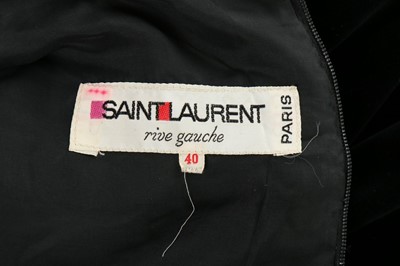 SAINT LAURENT
rive gauche
PARIS
40